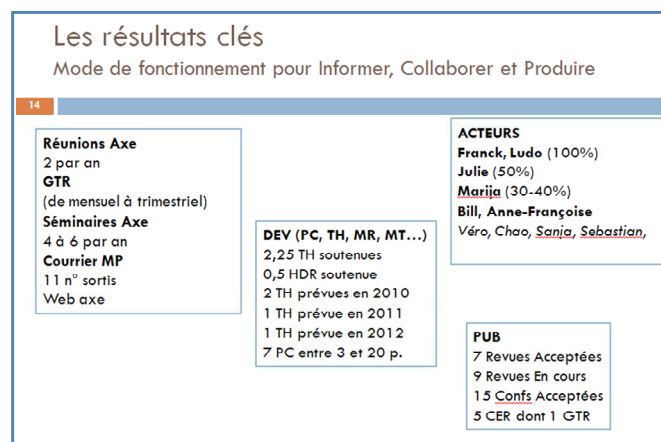 Les résultats clés
Mode de fonctionnement pour Informer, Collaborer et Produire
14
Réunions Axe
2 par an
GTR
(de mensuel à trimestriel)
Séminaires Axe
4 à 6 par an
Courrier MP
11 n° sortis
Web axe
DEV (PC, TH, MR, MT...)
2,25 TH soutenues
0,5 HDR soutenue
2 TH prévues en 2010
1 TH prévue en 2011
1 TH prévue en 2012
7 PC entre 3 et 20 p.
ACTEURS
Franck, Ludo (100%)
Julie (50%)
Marija (30-40%)
Bill, Anne-Françoise
Véro, Chao, Sanja, Sebastian,
PUB
7 Revues Acceptées
9 Revues En cours
15 Confs Acceptées
5 CER dont 1 GTR